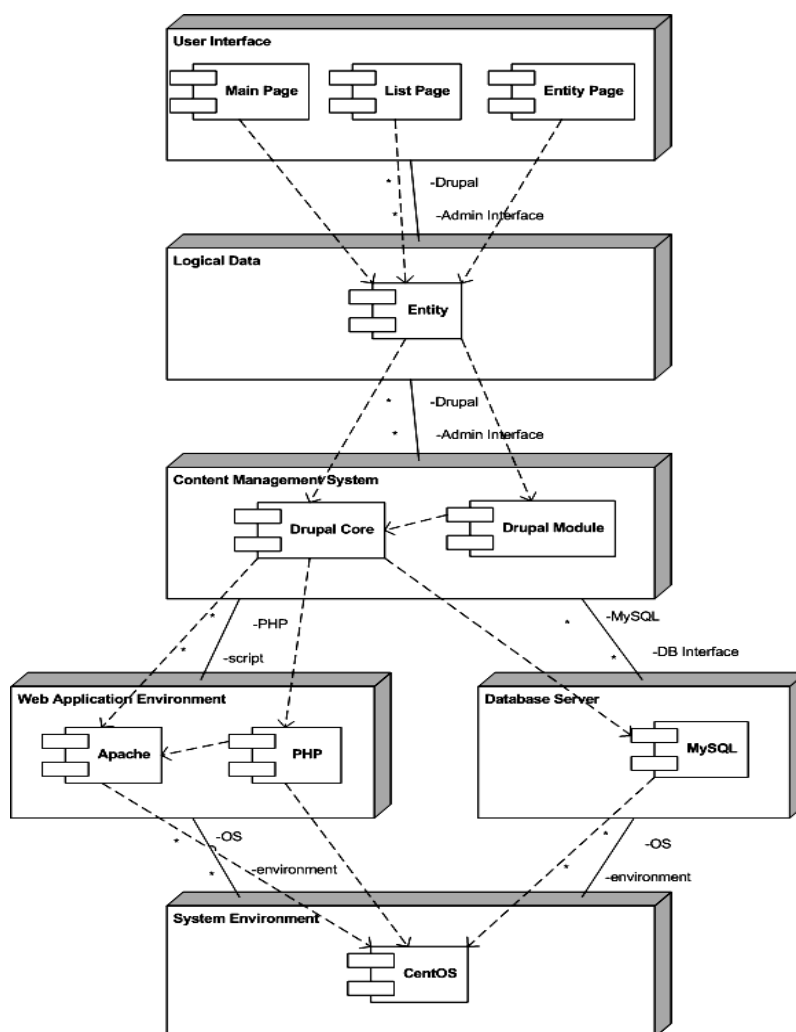 User Interface
Main Page
List Page
Entity Page
*
-Drupal
*
-Admin Interface
Logical Data
Entity
*
-Drupal
*
-Admin Interface
Content Management System
Drupal Core
Drupal Module
*
-PHP
*
-MySQL
*
-script
*
-DB Interface
Web Application Environment
Database Server
Apache
PHP
MySQL
*
-OS
*
-OS
*
-environment
*
-environment
System Environment
CentOS